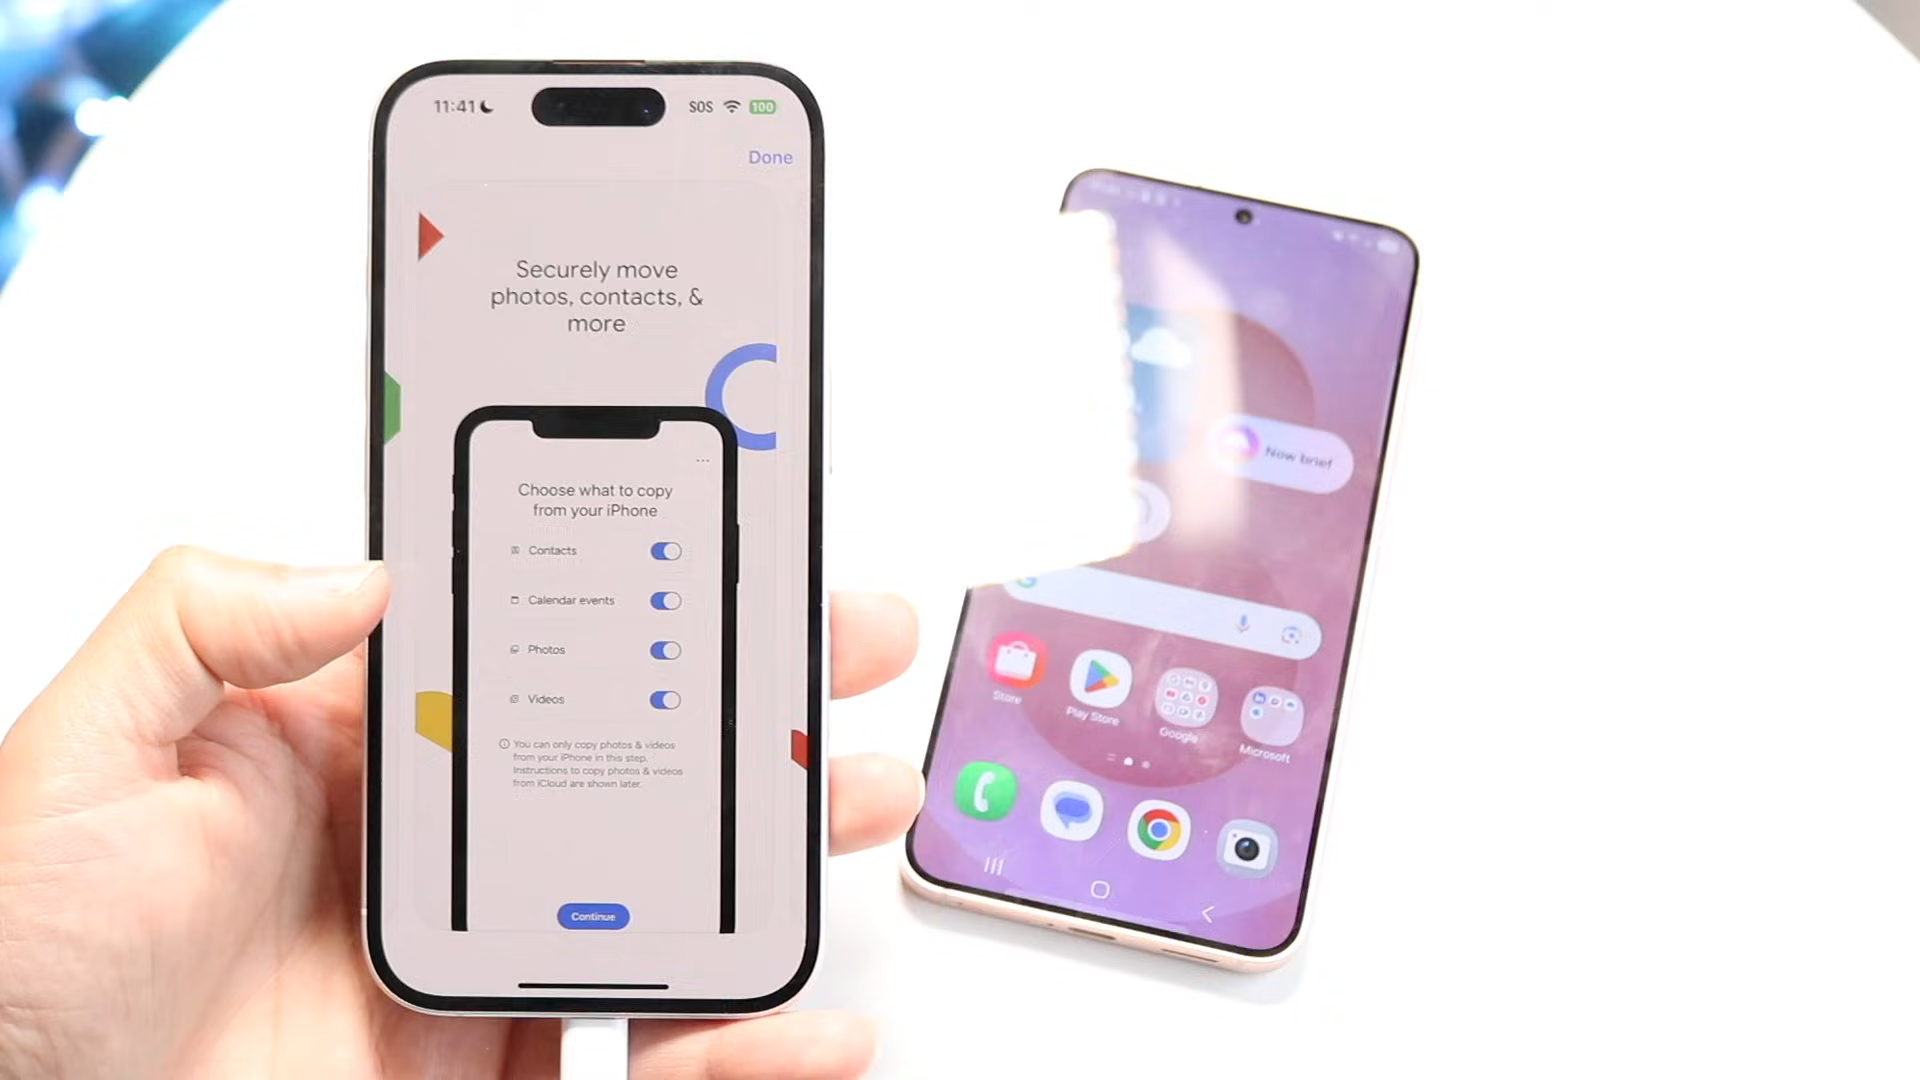 11:41
SOS
100
Done
Securely move
photos, contacts, &
more
...
Choose what to copy
from your iPhone
Contacts
Calendar events
Photos
Videos
You can only copy photos & videos
from your iPhone in this step.
Instructions to copy photos & videos
from iCloud are shown later.
Continue
Now brief
Store
Play Store
Google
Microsoft